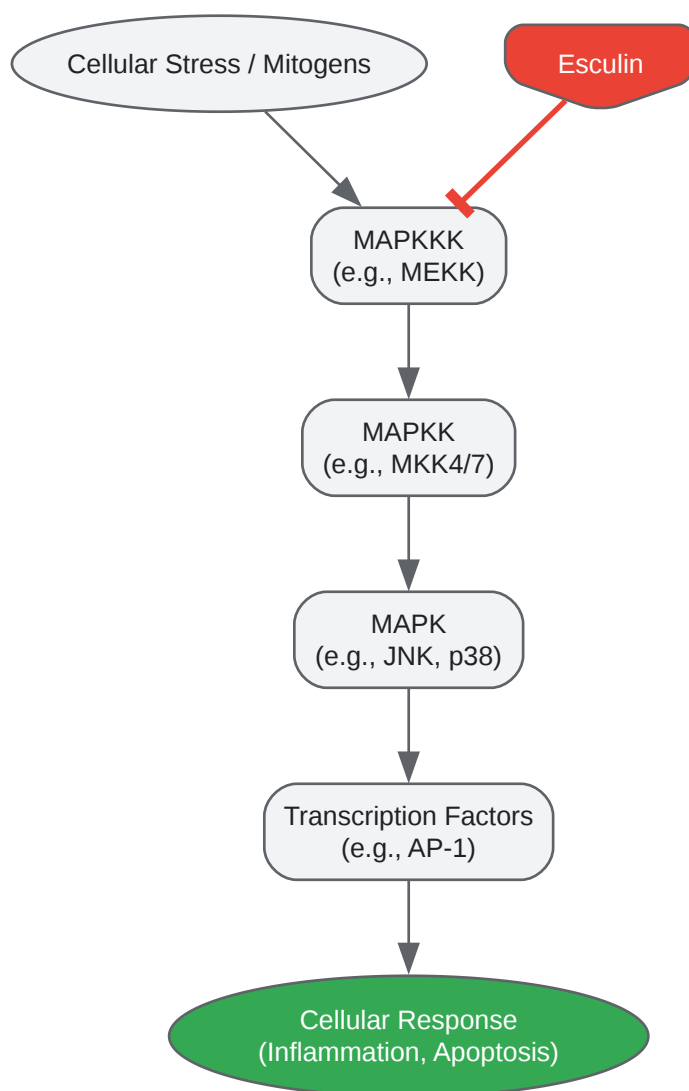 Cellular Stress / Mitogens
Esculin
MAPKKK
(e.g., MEKK)
MAPKK
(e.g., MKK4/7)
MAPK
(e.g., JNK, p38)
Transcription Factors
(e.g., AP-1)
Cellular Response
(Inflammation, Apoptosis)